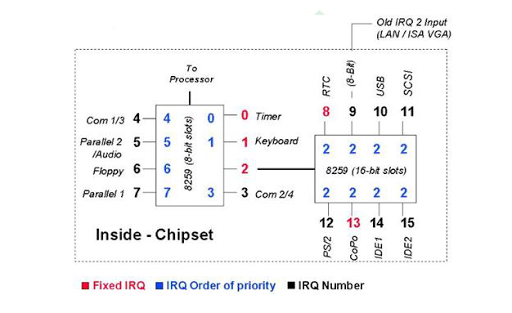 Old IRQ 2 Input
(LAN / ISA VGA)
To
Processor
RTC
(8-Bit)
USB
SCSI
Com 1/3 4 4 0 0 Timer
8 9 10 11
Parallel 2
/Audio
5 5 1 1 Keyboard
8259 (8-bit slots)
2 2 2 2
Floppy 6 6 2
8259 (16-bit slots)
Parallel 1 7 7 3 3 Com 2/4
2 2 2 2
12 13 14 15
PS/2
CoPo
IDE1
IDE2
Inside - Chipset
Fixed IRQ IRQ Order of priority IRQ Number